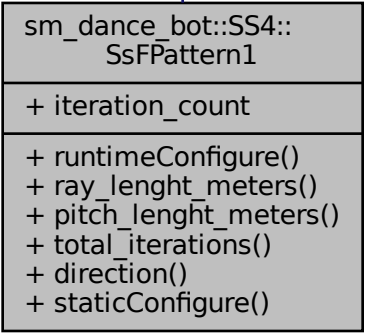 sm_dance_bot::SS4::
SsFPattern1
+ iteration_count
+ runtimeConfigure()
+ ray_lenght_meters()
+ pitch_lenght_meters()
+ total_iterations()
+ direction()
+ staticConfigure()